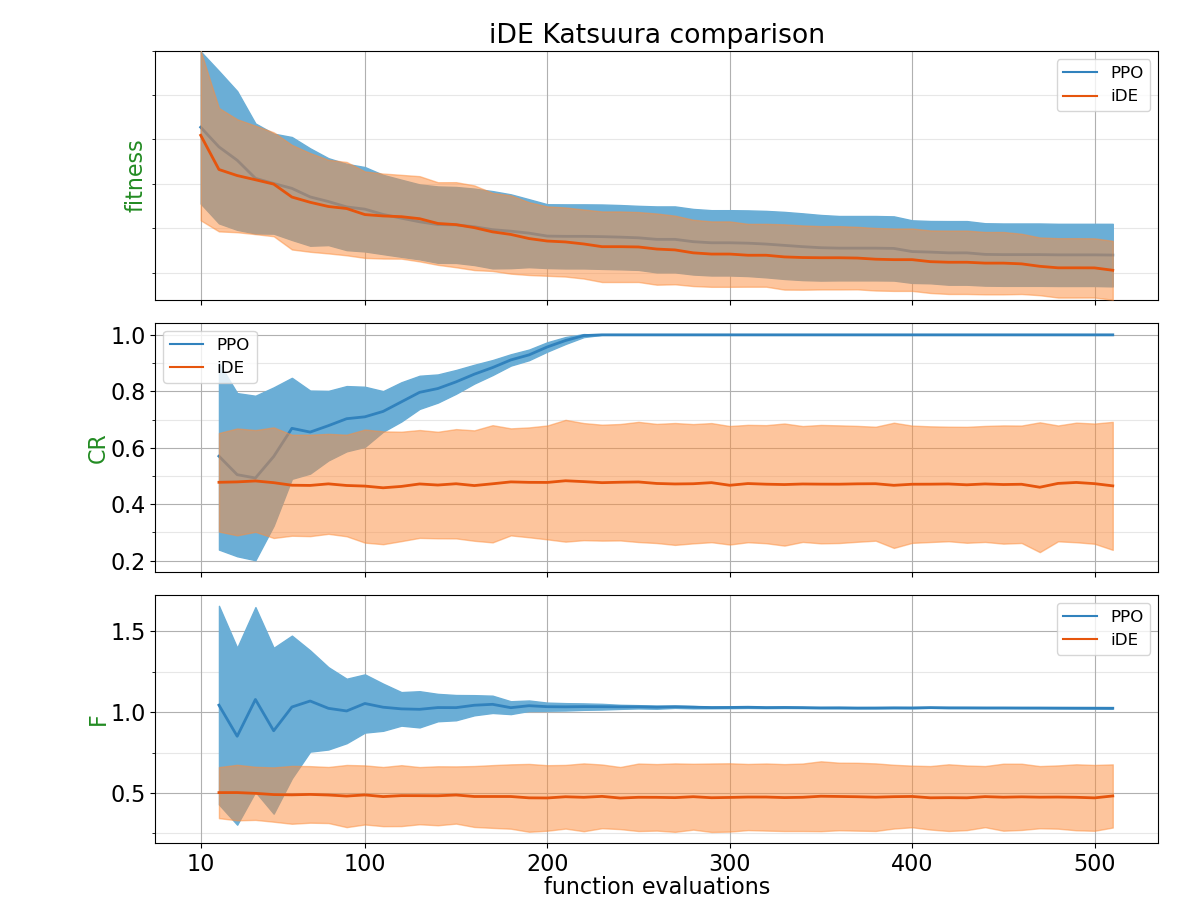 iDE Katsuura comparison
fitness
PPO
iDE
CR
1.0
0.8
0.6
0.4
0.2
PPO
iDE
F
1.5
1.0
0.5
PPO
iDE
10 100 200 300 400 500
function evaluations